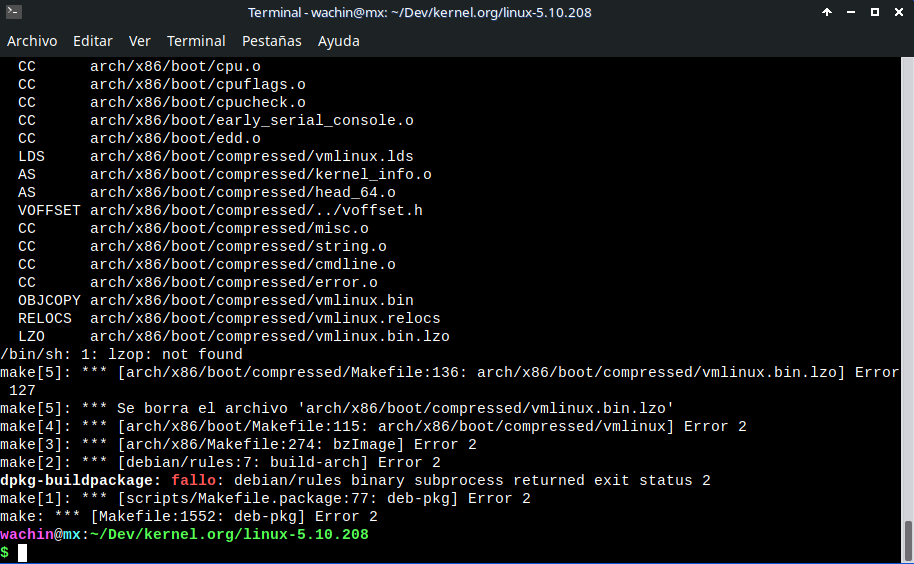 Terminal - wachin@mx: ~/Dev/kernel.org/linux-5.10.208
Archivo Editar Ver Terminal Pestañas Ayuda
CC arch/x86/boot/cpu.o
CC arch/x86/boot/cpuflags.o
CC arch/x86/boot/cpucheck.o
CC arch/x86/boot/early_serial_console.o
CC arch/x86/boot/edd.o
LDS arch/x86/boot/compressed/vmlinux.lds
AS arch/x86/boot/compressed/kernel_info.o
AS arch/x86/boot/compressed/head_64.o
VOFFSET arch/x86/boot/compressed/../voffset.h
CC arch/x86/boot/compressed/misc.o
CC arch/x86/boot/compressed/string.o
CC arch/x86/boot/compressed/cmdline.o
CC arch/x86/boot/compressed/error.o
OBJCOPY arch/x86/boot/compressed/vmlinux.bin
RELOCS arch/x86/boot/compressed/vmlinux.relocs
LZO arch/x86/boot/compressed/vmlinux.bin.lzo
/bin/sh: 1: lzop: not found
make[5]: *** [arch/x86/boot/compressed/Makefile:136: arch/x86/boot/compressed/vmlinux.bin.lzo] Error
127
make[5]: *** Se borra el archivo 'arch/x86/boot/compressed/vmlinux.bin.lzo'
make[4]: *** [arch/x86/boot/Makefile:115: arch/x86/boot/compressed/vmlinux] Error 2
make[3]: *** [arch/x86/Makefile:274: bzImage] Error 2
make[2]: *** [debian/rules:7: build-arch] Error 2
dpkg-buildpackage: fallo: debian/rules binary subprocess returned exit status 2
make[1]: *** [scripts/Makefile.package:77: deb-pkg] Error 2
make: *** [Makefile:1552: deb-pkg] Error 2
wachin@mx:~/Dev/kernel.org/linux-5.10.208
$